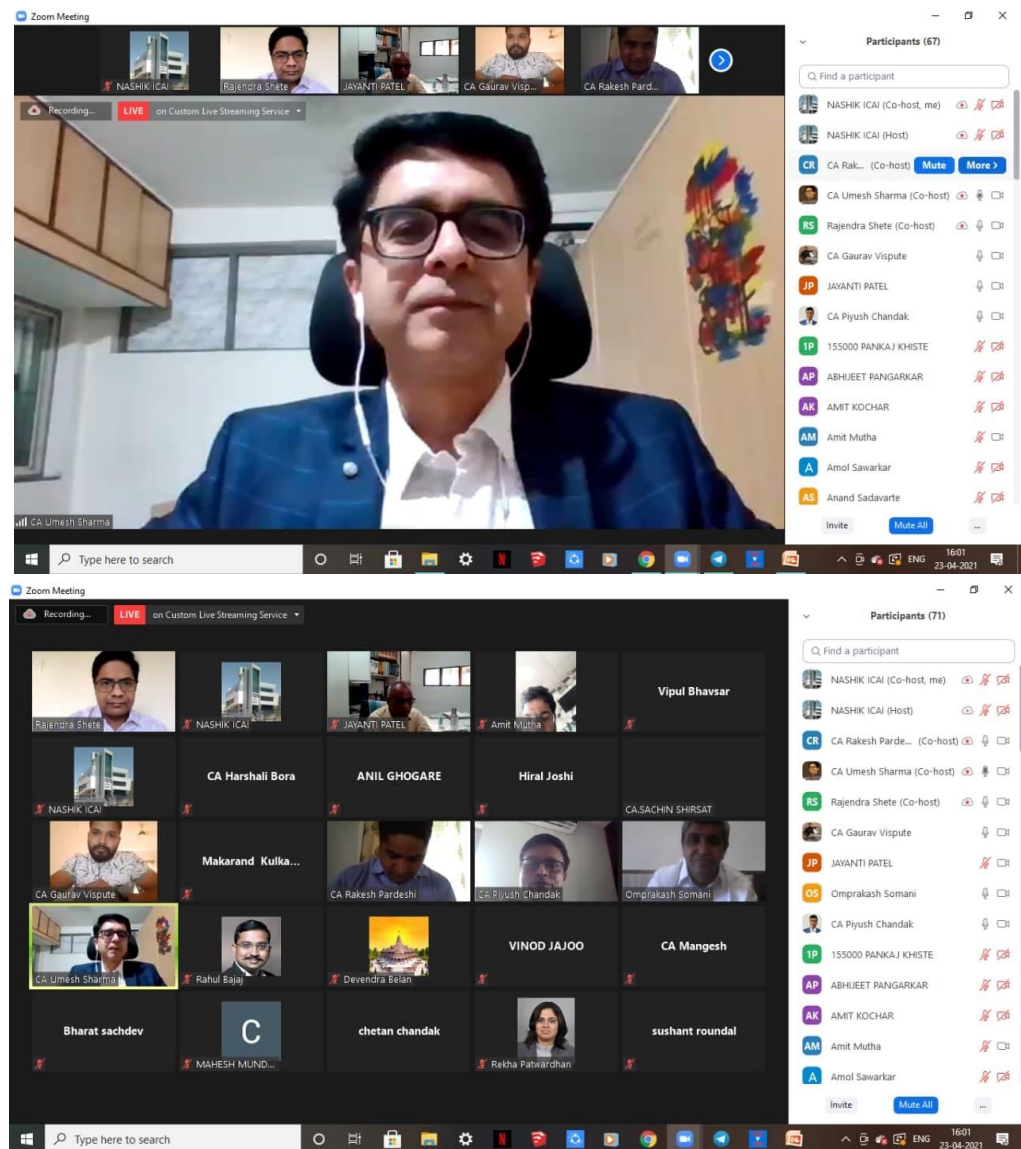 Zoom Meeting
NASHIK ICAI
Rajendra Shete
JAYANTI PATEL
CA Gaurav Visp...
CA Rakesh Pard...
Recording...
LIVE on Custom Live Streaming Service
CA Umesh Sharma
Participants (67)
Find a participant
NASHIK ICAI (Co-host, me)
NASHIK ICAI (Host)
CR CA Rak... (Co-host) Mute More >
CA Umesh Sharma (Co-host)
RS Rajendra Shete (Co-host)
CA Gaurav Vispute
JP JAYANTI PATEL
CA Piyush Chandak
1P 155000 PANKAJ KHISTE
AP ABHIJEET PANGARKAR
AK AMIT KOCHAR
AM Amit Mutha
A Amol Sawarkar
AS Anand Sadavarte
Invite Mute All ...
Type here to search
ENG
16:01
23-04-2021
Zoom Meeting
Recording...
LIVE on Custom Live Streaming Service
Rajendra Shete
NASHIK ICAI
JAYANTI PATEL
Amit Mutha
Vipul Bhavsar
NASHIK ICAI
CA Harshali Bora
ANIL GHOGARE
Hiral Joshi
CA.SACHIN SHIRSAT
CA Gaurav Vispute
Makarand Kulka...
CA Rakesh Pardeshi
CA Piyush Chandak
Omprakash Somani
CA Umesh Sharma
Rahul Bajaj
Devendra Belan
VINOD JAJOO
CA Mangesh
Bharat sachdev
C
MAHESH MUND...
chetan chandak
Rekha Patwardhan
sushant roundal
Participants (71)
Find a participant
NASHIK ICAI (Co-host, me)
NASHIK ICAI (Host)
CR CA Rakesh Parde... (Co-host)
CA Umesh Sharma (Co-host)
RS Rajendra Shete (Co-host)
CA Gaurav Vispute
JP JAYANTI PATEL
OS Omprakash Somani
CA Piyush Chandak
1P 155000 PANKAJ KHISTE
AP ABHIJEET PANGARKAR
AK AMIT KOCHAR
AM Amit Mutha
A Amol Sawarkar
Invite Mute All ...
Type here to search
ENG
16:01
23-04-2021